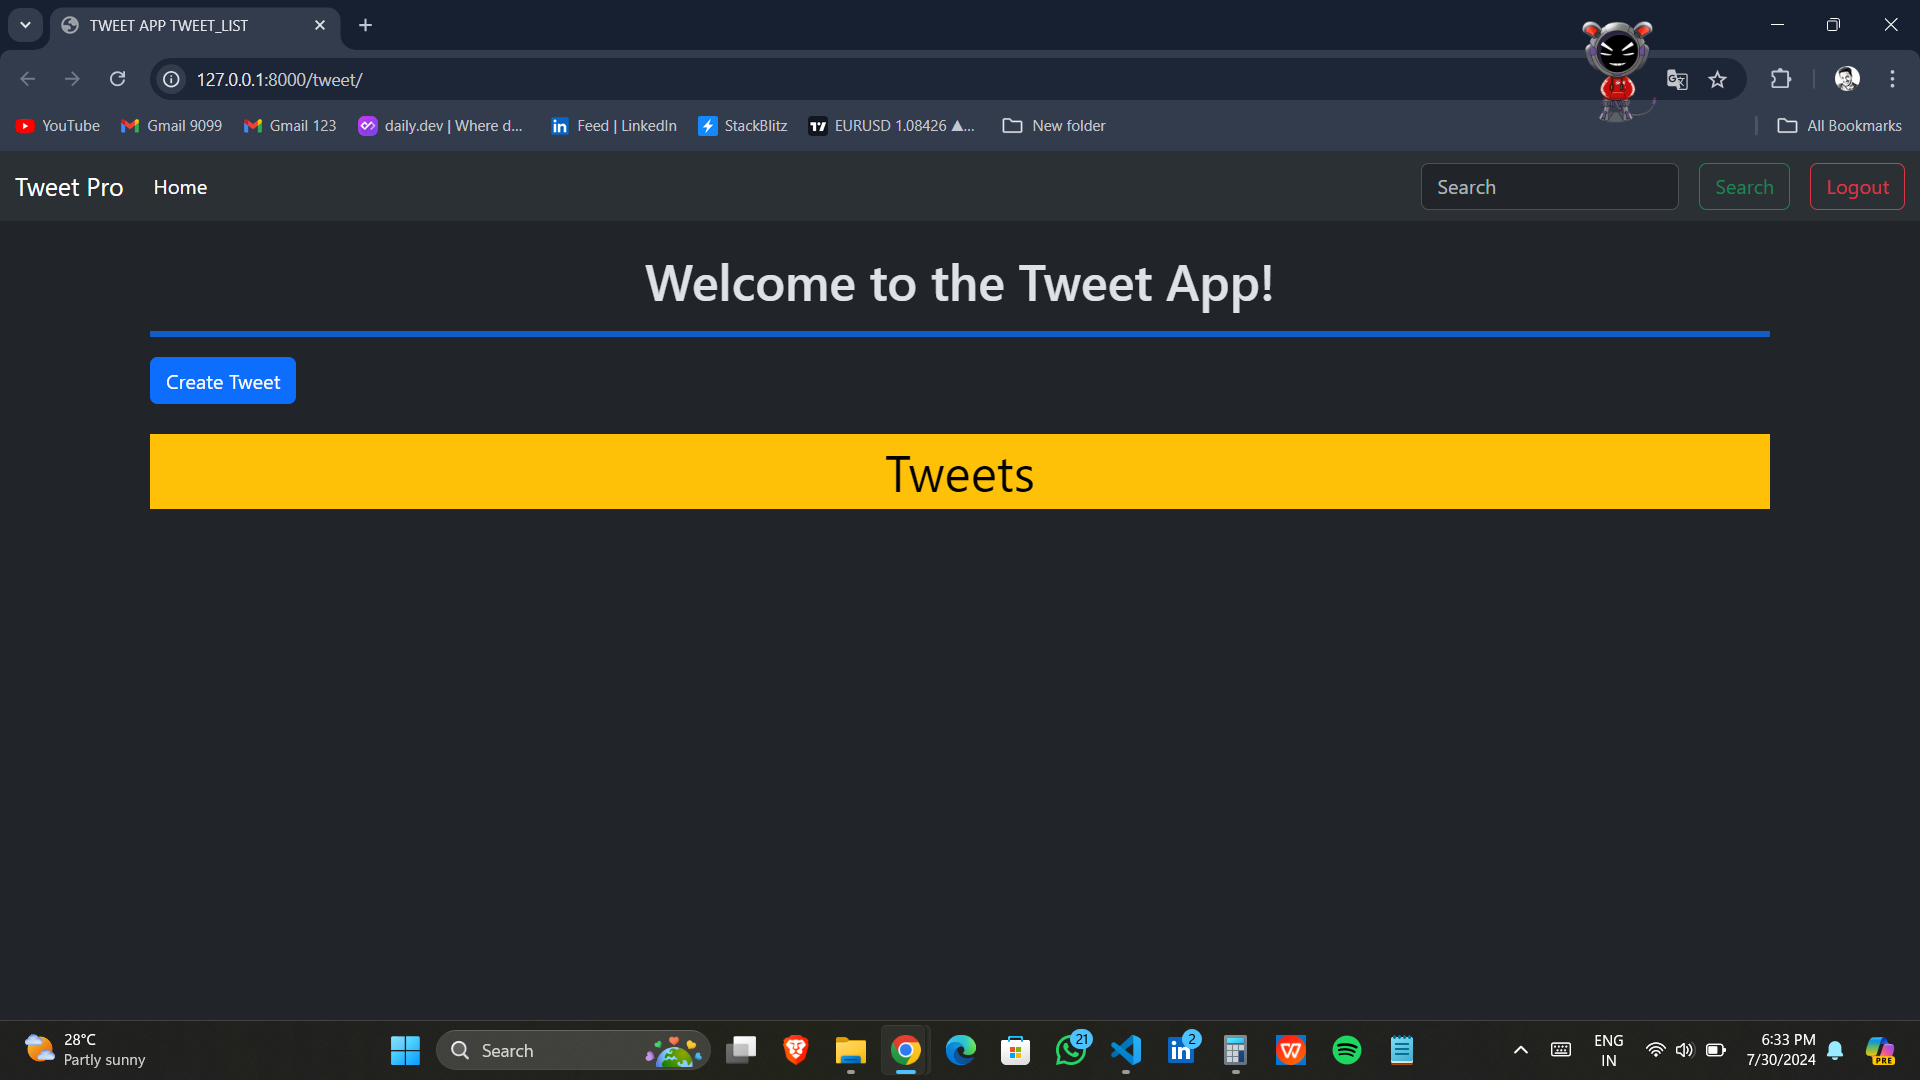 TWEET APP TWEET_LIST
127.0.0.1:8000/tweet/
YouTube
Gmail 9099
Gmail 123
daily.dev | Where d...
Feed | LinkedIn
StackBlitz
EURUSD 1.08426 ▲...
New folder
All Bookmarks
Tweet Pro
Home
Search
Search
Logout
Welcome to the Tweet App!
Create Tweet
Tweets
28°C
Partly sunny
Search
21
2
ENG
IN
6:33 PM
7/30/2024
PRE